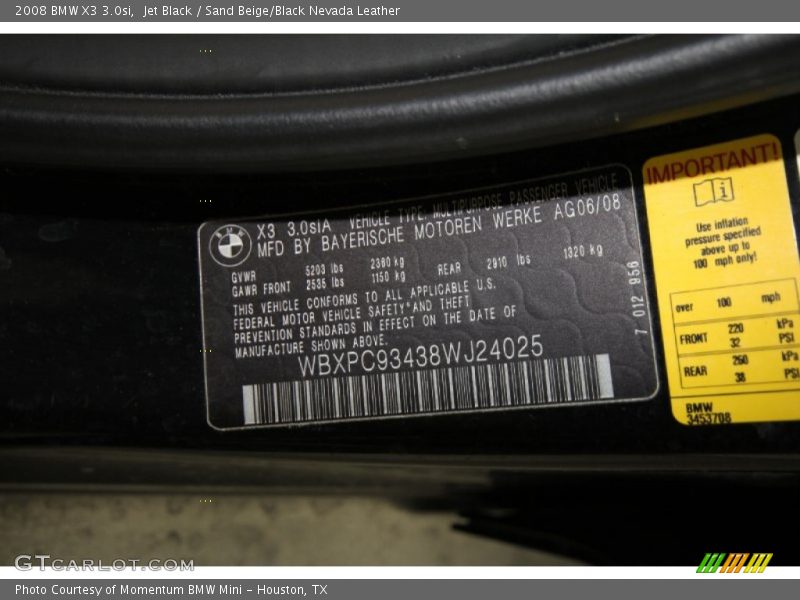 2008 BMW X3 3.0si,  Jet Black / Sand Beige/Black Nevada Leather
BMW
X3 3.0siA VEHICLE TYPE: MULTIPURPOSE PASSENGER VEHICLE
MFD BY BAYERISCHE MOTOREN WERKE AG06/08
GVWR 5203 lbs 2360 kg
GAWR FRONT 2535 lbs 1150 kg REAR 2910 lbs 1320 kg
THIS VEHICLE CONFORMS TO ALL APPLICABLE U.S.
FEDERAL MOTOR VEHICLE SAFETY*AND THEFT
PREVENTION STANDARDS IN EFFECT ON THE DATE OF
MANUFACTURE SHOWN ABOVE.
WBXPC93438WJ24025
7 012 956
IMPORTANT!
i
Use inflation
pressure specified
above up to
100 mph only!
over 100 mph
FRONT 220 kPa
32 PSI
REAR 260 kPa
38 PSI
BMW
3453708
GTCARLOT.COM
Photo Courtesy of Momentum BMW Mini - Houston, TX